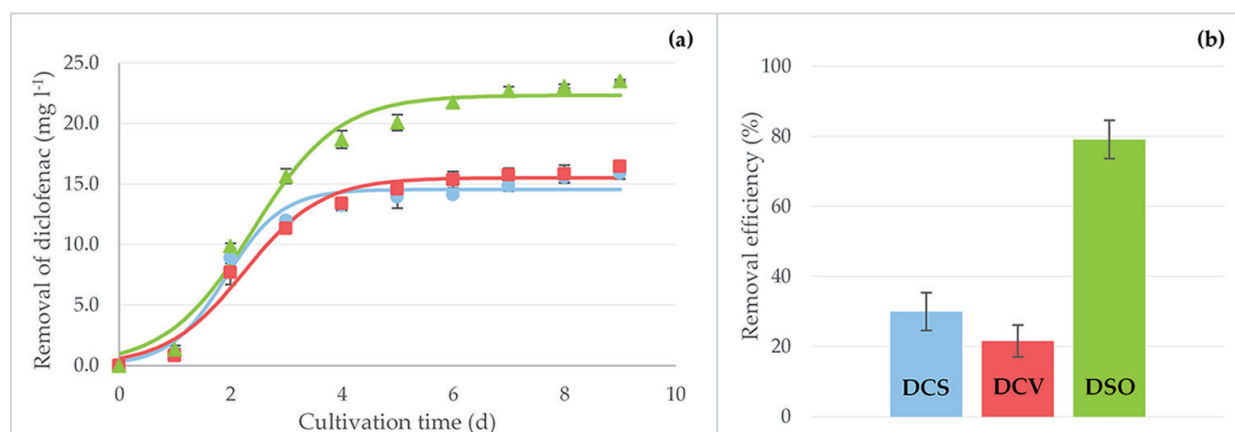 (a)
Removal of diclofenac (mg l-1)
25.0
20.0
15.0
10.0
5.0
0.0
0 2 4 6 8 10
Cultivation time (d)
(b)
Removal efficiency (%)
100
80
60
40
20
0
DCS DCV DSO